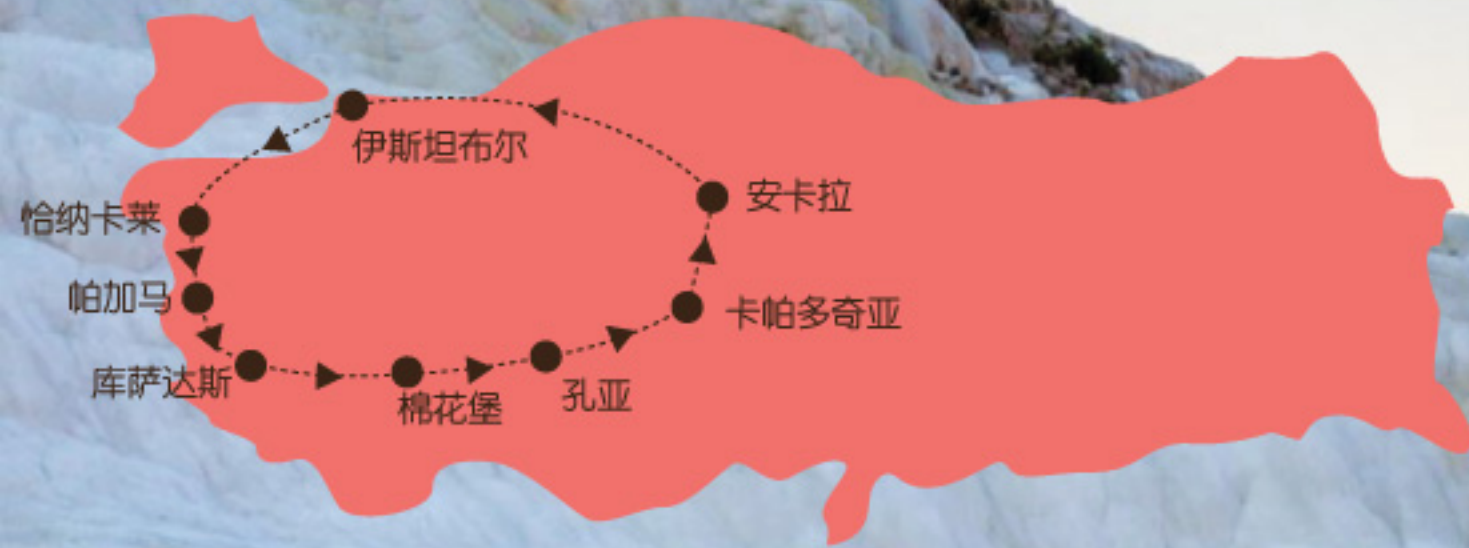 伊斯坦布尔
安卡拉
恰纳卡莱
帕加马
卡帕多奇亚
库萨达斯
棉花堡
孔亚